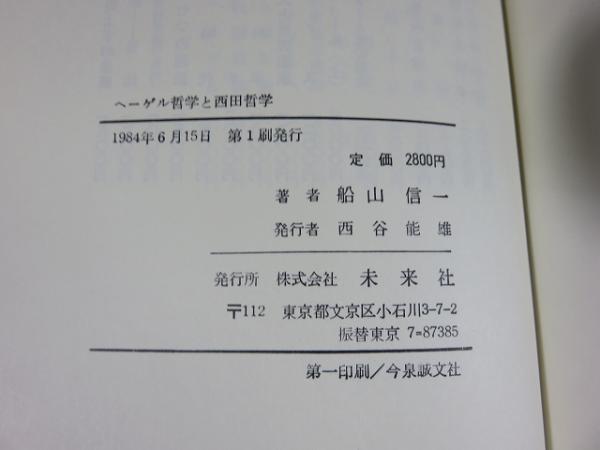 ヘーゲル哲学と西田哲学
1984年6月15日 第1刷発行
定価 2800円
著者 船山信一
発行者 西谷能雄
発行所 株式会社 未来社
〒112 東京都文京区小石川3-7-2
振替東京 7-87385
第一印刷/今泉誠文社